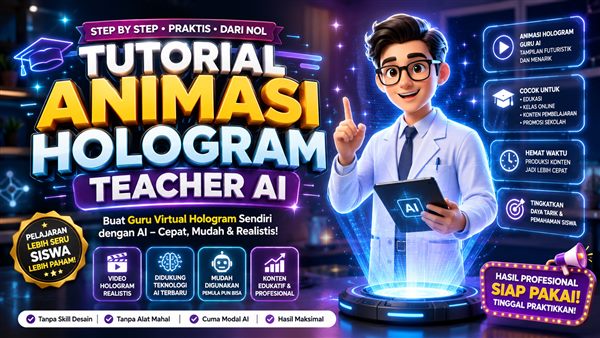 STEP BY STEP • PRAKTIS • DARI NOL
TUTORIAL
ANIMASI
HOLOGRAM
TEACHER AI
Buat Guru Virtual Hologram Sendiri
dengan AI – Cepat, Mudah & Realistis!
PELAJARAN
LEBIH SERU
SISWA
LEBIH PAHAM!
VIDEO
HOLOGRAM
REALISTIS
DIDUKUNG
TEKNOLOGI
AI TERBARU
MUDAH
DIGUNAKAN
PEMULA PUN BISA
KONTEN
EDUKATIF &
PROFESIONAL
✓ Tanpa Skill Desain
✓ Tanpa Alat Mahal
✓ Cuma Modal AI
✓ Hasil Maksimal
AI
ANIMASI HOLOGRAM
GURU AI
TAMPILAN FUTURISTIK
DAN MENARIK
COCOK UNTUK
• EDUKASI
• KELAS ONLINE
• KONTEN PEMBELAJARAN
• PROMOSI SEKOLAH
HEMAT WAKTU
PRODUKSI KONTEN
JADI LEBIH CEPAT
TINGKATKAN
DAYA TARIK &
PEMAHAMAN SISWA
HASIL PROFESIONAL
SIAP PAKAI!
TINGGAL PRAKTIKKAN!